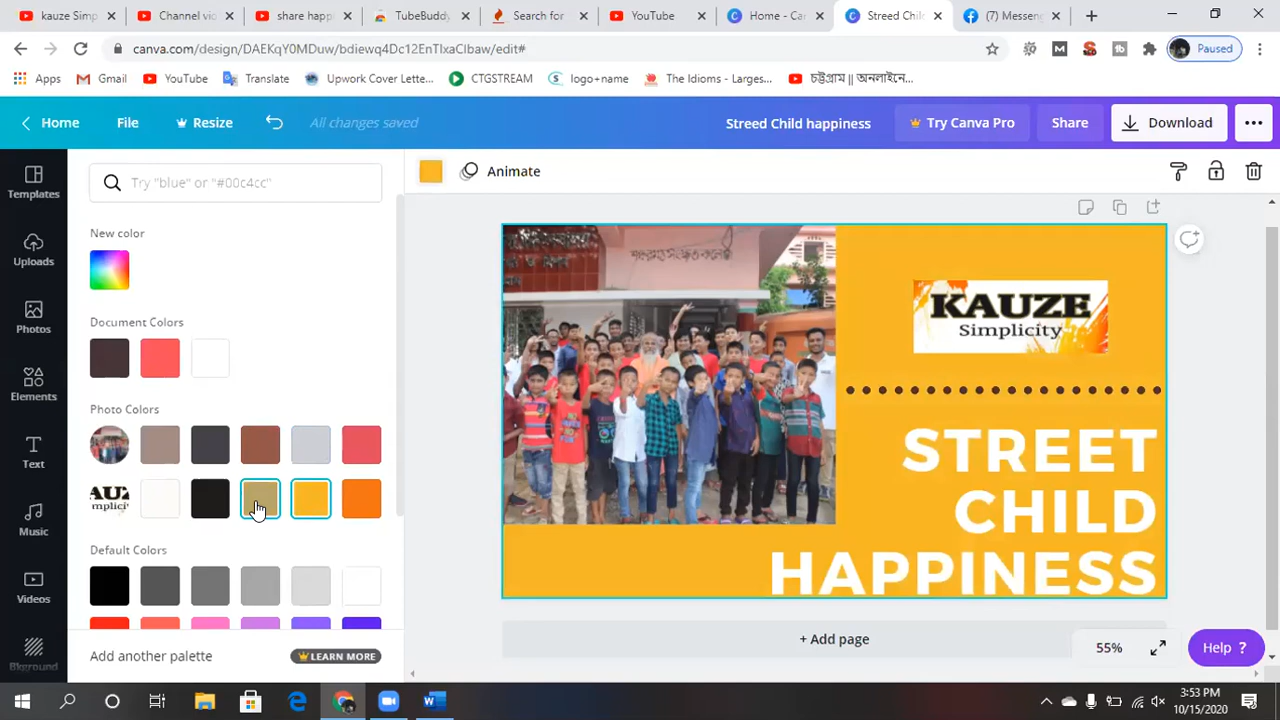 kauze Simp
Channel vi
share happ
TubeBuddy
Search for
YouTube
Home - Ca
Streed Chil
(7) Messen
canva.com/design/DAEKqY0MDuw/bdiewq4Dc12EnTlxaClbaw/edit#
Paused
Apps
Gmail
YouTube
Translate
Upwork Cover Lette...
CTGSTREAM
logo+name
The Idioms - Larges...
চট্টগ্রাম || অনলাইনে...
Home
File
Resize
All changes saved
Streed Child happiness
Try Canva Pro
Share
Download
Templates
Uploads
Photos
Elements
Text
Music
Videos
Bkground
Try "blue" or "#00c4cc"
New color
Document Colors
Photo Colors
Default Colors
Add another palette
LEARN MORE
Animate
KAUZE
Simplicity
STREET
CHILD
HAPPINESS
+ Add page
55%
Help ?
3:53 PM
10/15/2020